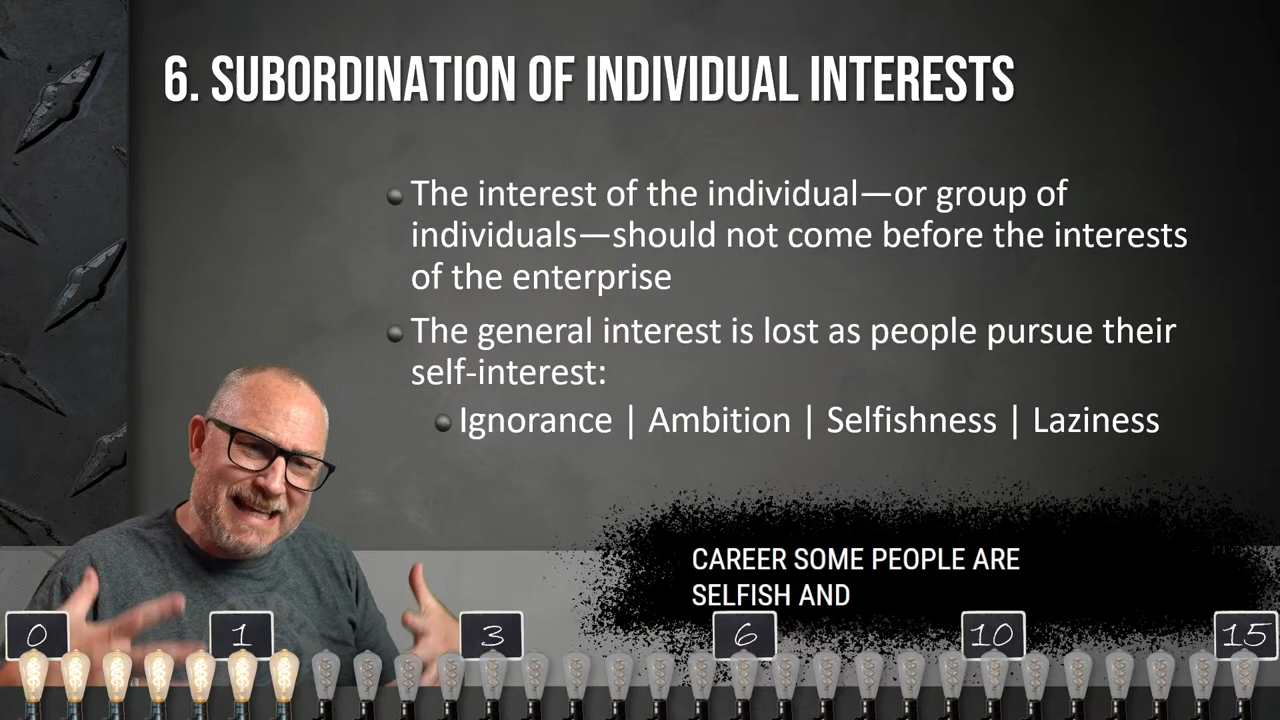 6. SUBORDINATION OF INDIVIDUAL INTERESTS
The interest of the individual—or group of
individuals—should not come before the interests
of the enterprise
The general interest is lost as people pursue their
self-interest:
Ignorance | Ambition | Selfishness | Laziness
CAREER SOME PEOPLE ARE
SELFISH AND
0 1 3 6 10 15